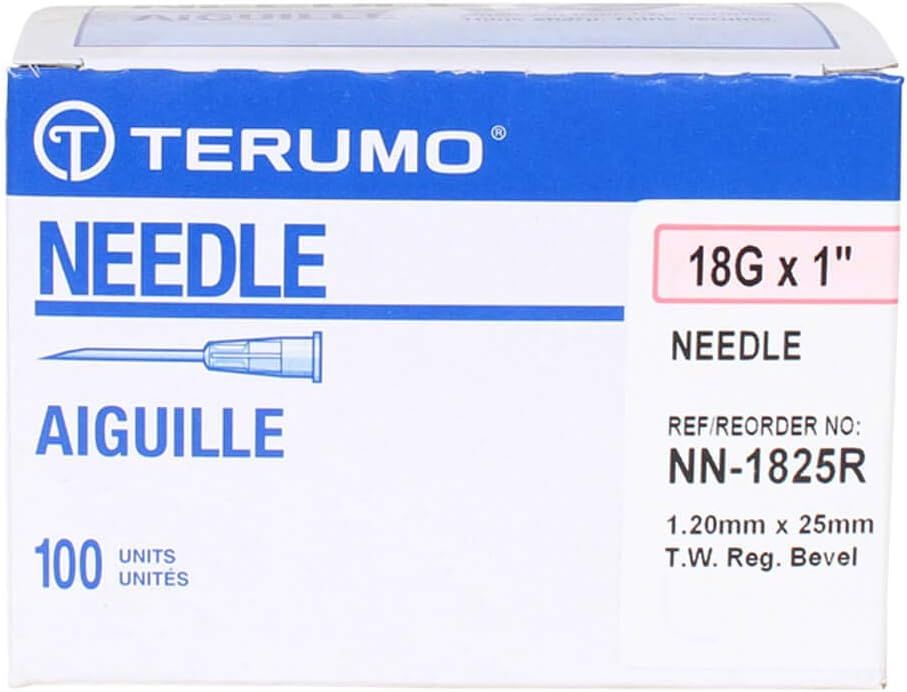 AIGUILLE
TERUMO®
NEEDLE
AIGUILLE
100 UNITS
UNITÉS
18G x 1"
NEEDLE
REF/REORDER NO:
NN-1825R
1.20mm x 25mm
T.W. Reg. Bevel